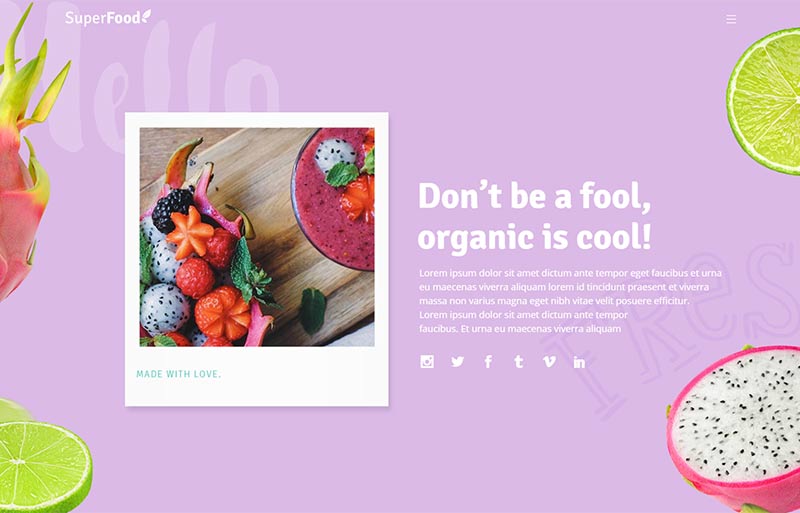 SuperFood
Hello
Don't be a fool,
organic is cool!
Lorem ipsum dolor sit amet dictum ante tempor eget faucibus et urna
eu maecenas viverra aliquam lorem id tincidunt praesent et viverra
massa non varius magna eget nibh vitae velit posuere efficitur.
Lorem ipsum dolor sit amet dictum ante tempor
faucibus. Et urna eu maecenas viverra aliquam
MADE WITH LOVE.